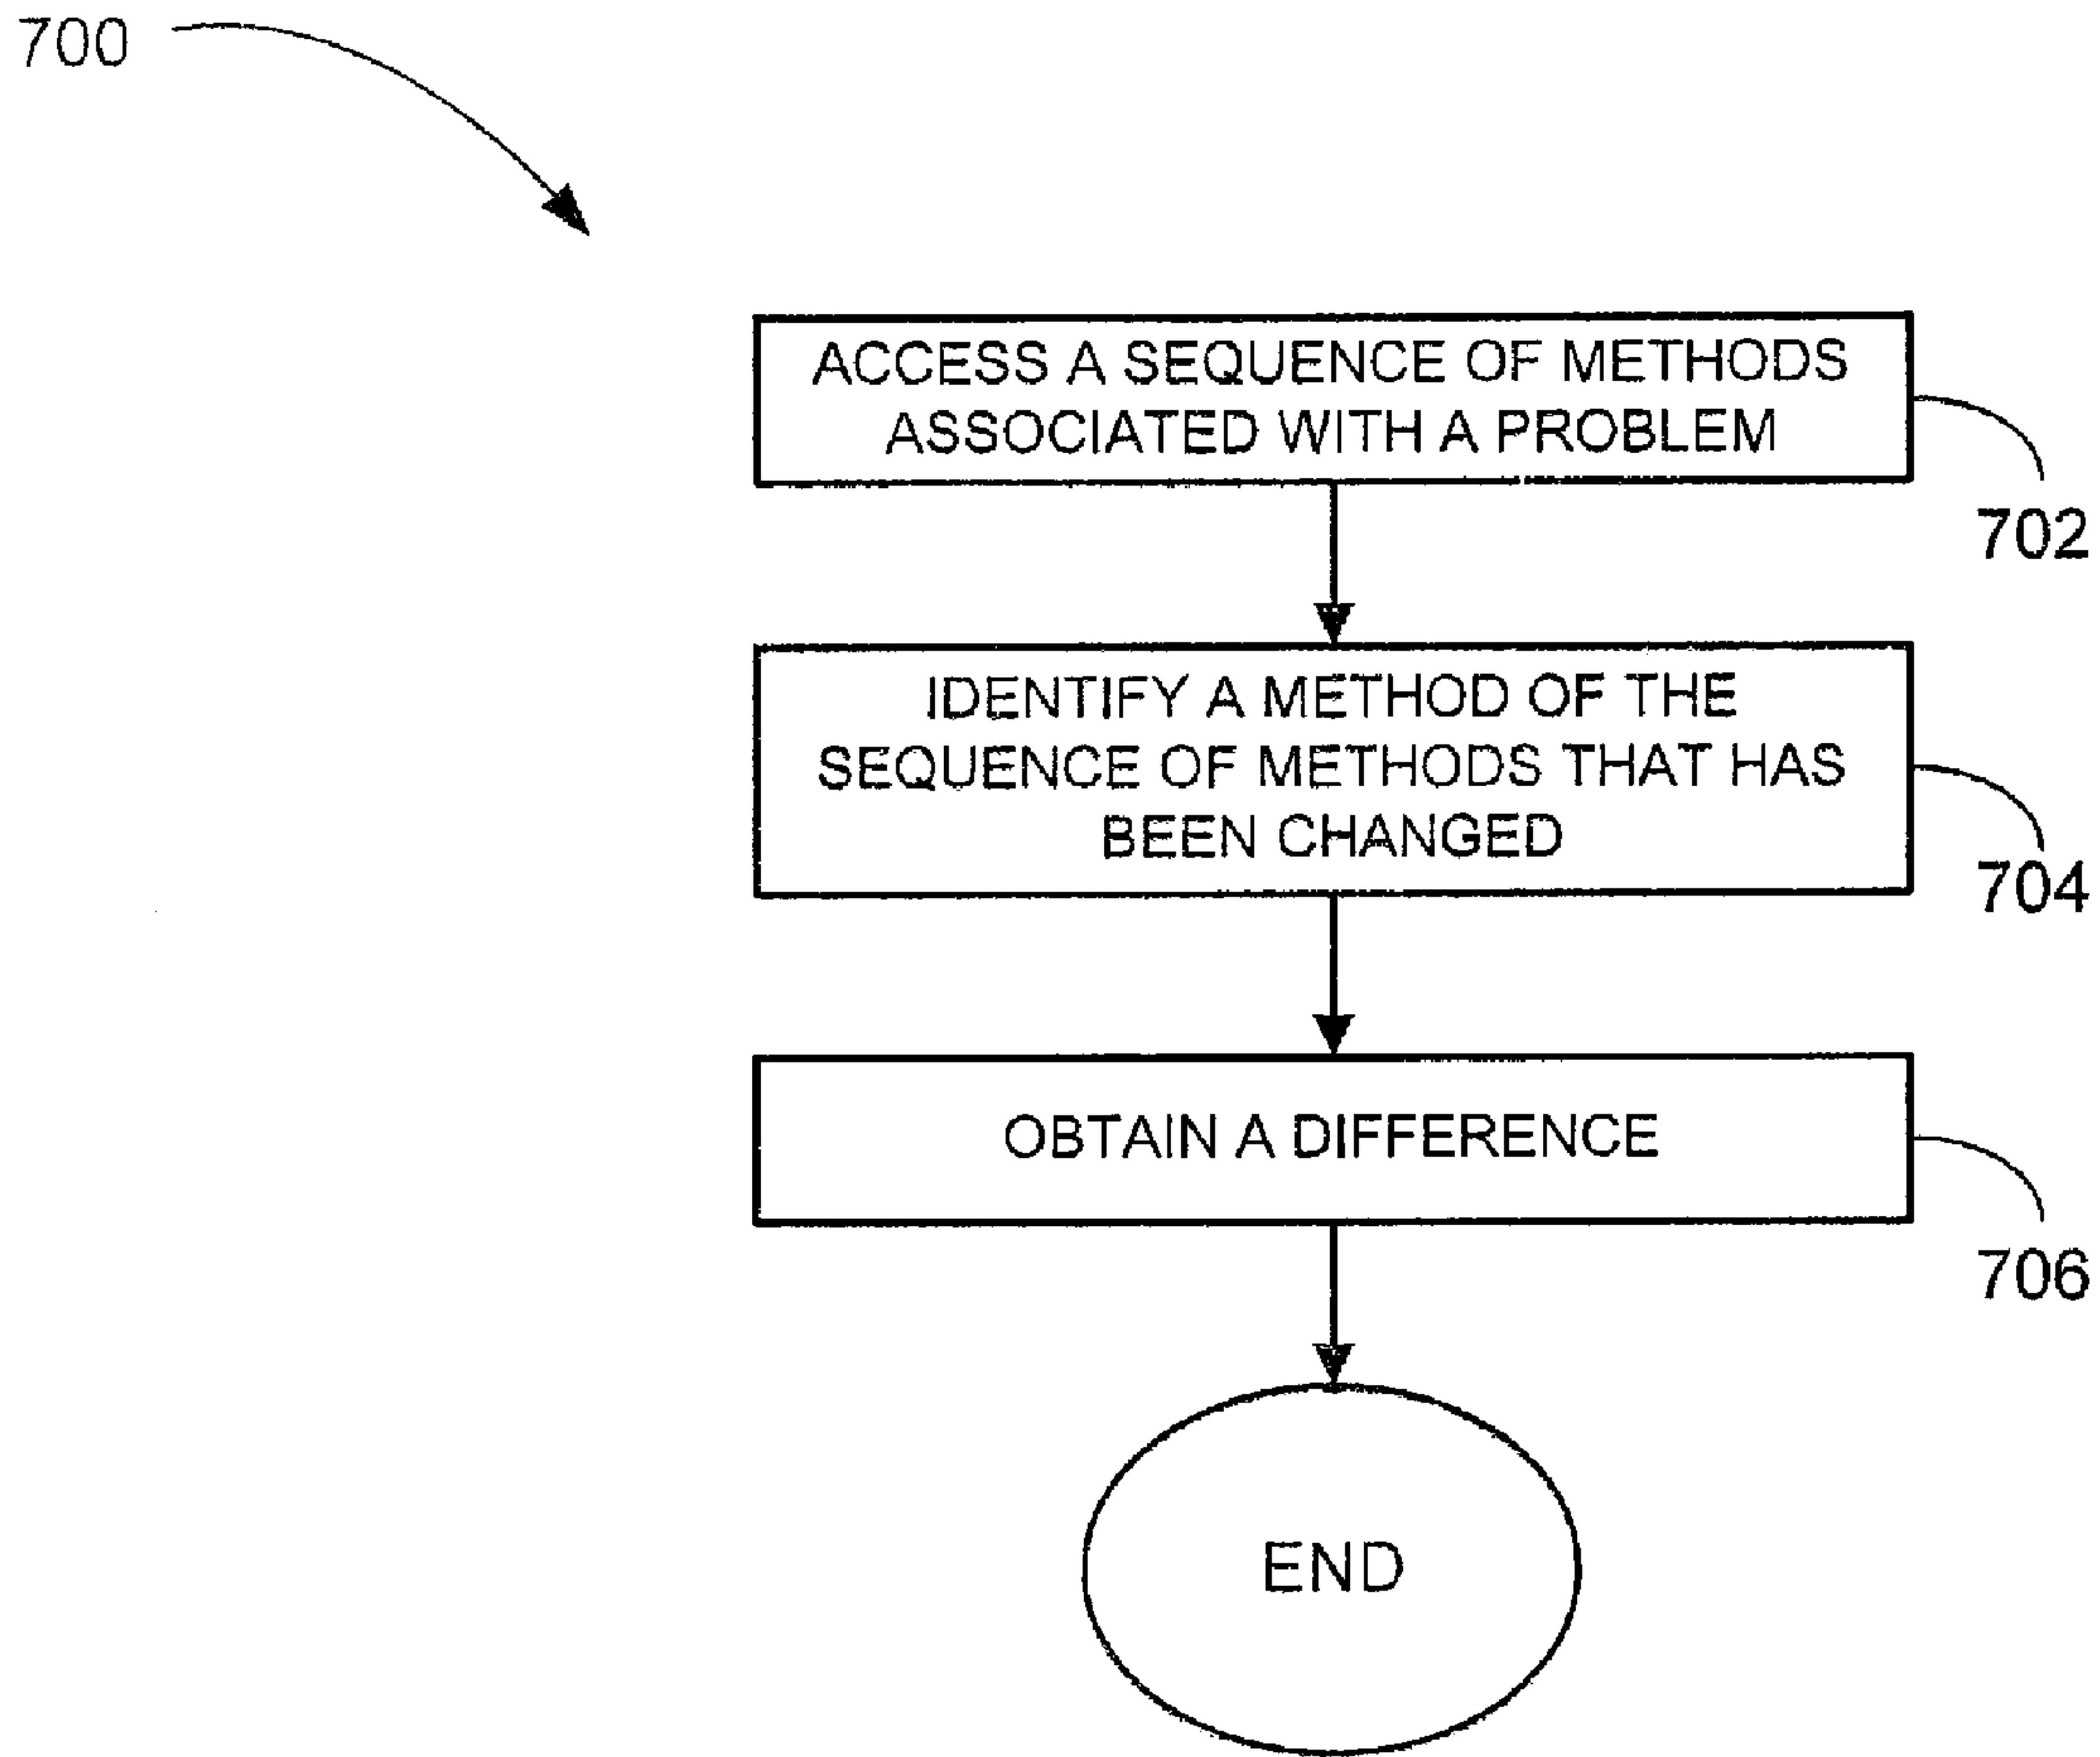 700
ACCESS A SEQUENCE OF METHODS
ASSOCIATED WITH A PROBLEM
702
IDENTIFY A METHOD OF THE
SEQUENCE OF METHODS THAT HAS
BEEN CHANGED
704
OBTAIN A DIFFERENCE
706
END